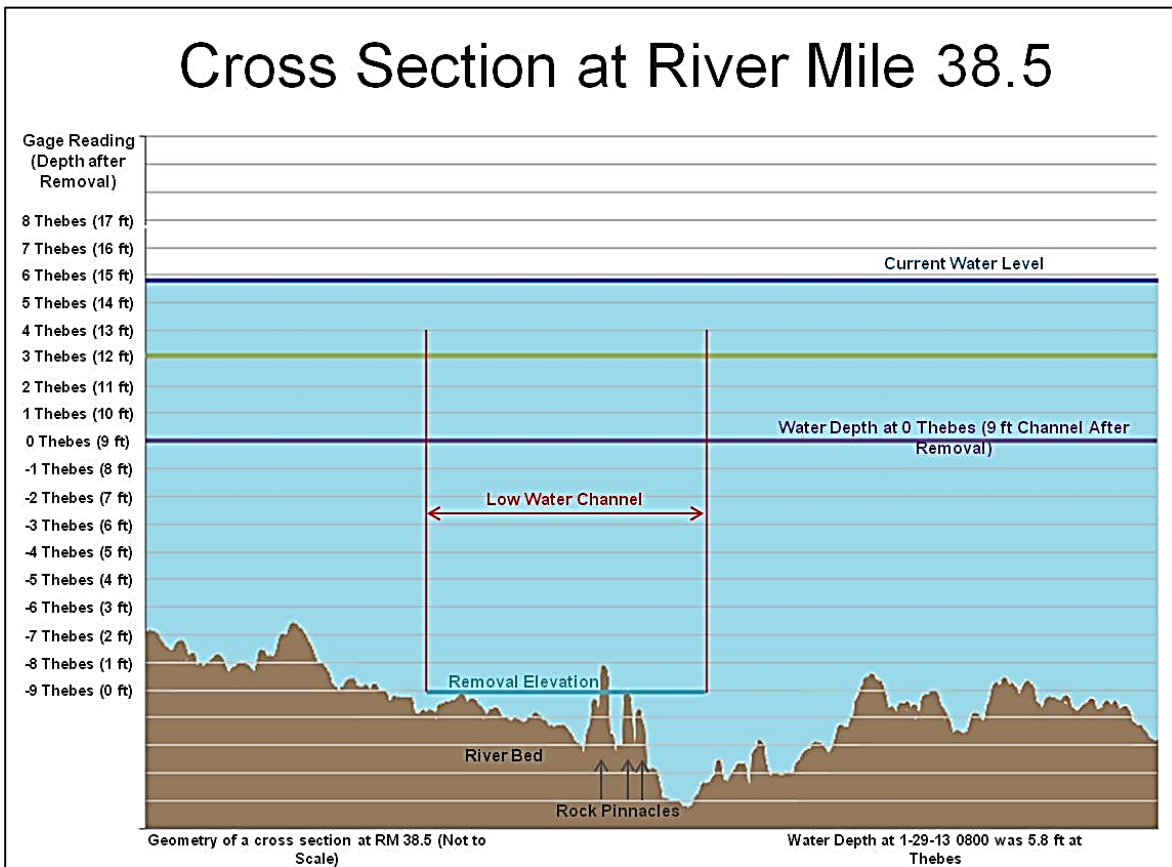 Cross Section at River Mile 38.5
Gage Reading
(Depth after
Removal)
8 Thebes (17 ft)
7 Thebes (16 ft)
6 Thebes (15 ft)
5 Thebes (14 ft)
4 Thebes (13 ft)
3 Thebes (12 ft)
2 Thebes (11 ft)
1 Thebes (10 ft)
0 Thebes (9 ft)
-1 Thebes (8 ft)
-2 Thebes (7 ft)
-3 Thebes (6 ft)
-4 Thebes (5 ft)
-5 Thebes (4 ft)
-6 Thebes (3 ft)
-7 Thebes (2 ft)
-8 Thebes (1 ft)
-9 Thebes (0 ft)
Current Water Level
Water Depth at 0 Thebes (9 ft Channel After
Removal)
Low Water Channel
Removal Elevation
River Bed
Rock Pinnacles
Geometry of a cross section at RM 38.5 (Not to
Scale)
Water Depth at 1-29-13 0800 was 5.8 ft at
Thebes